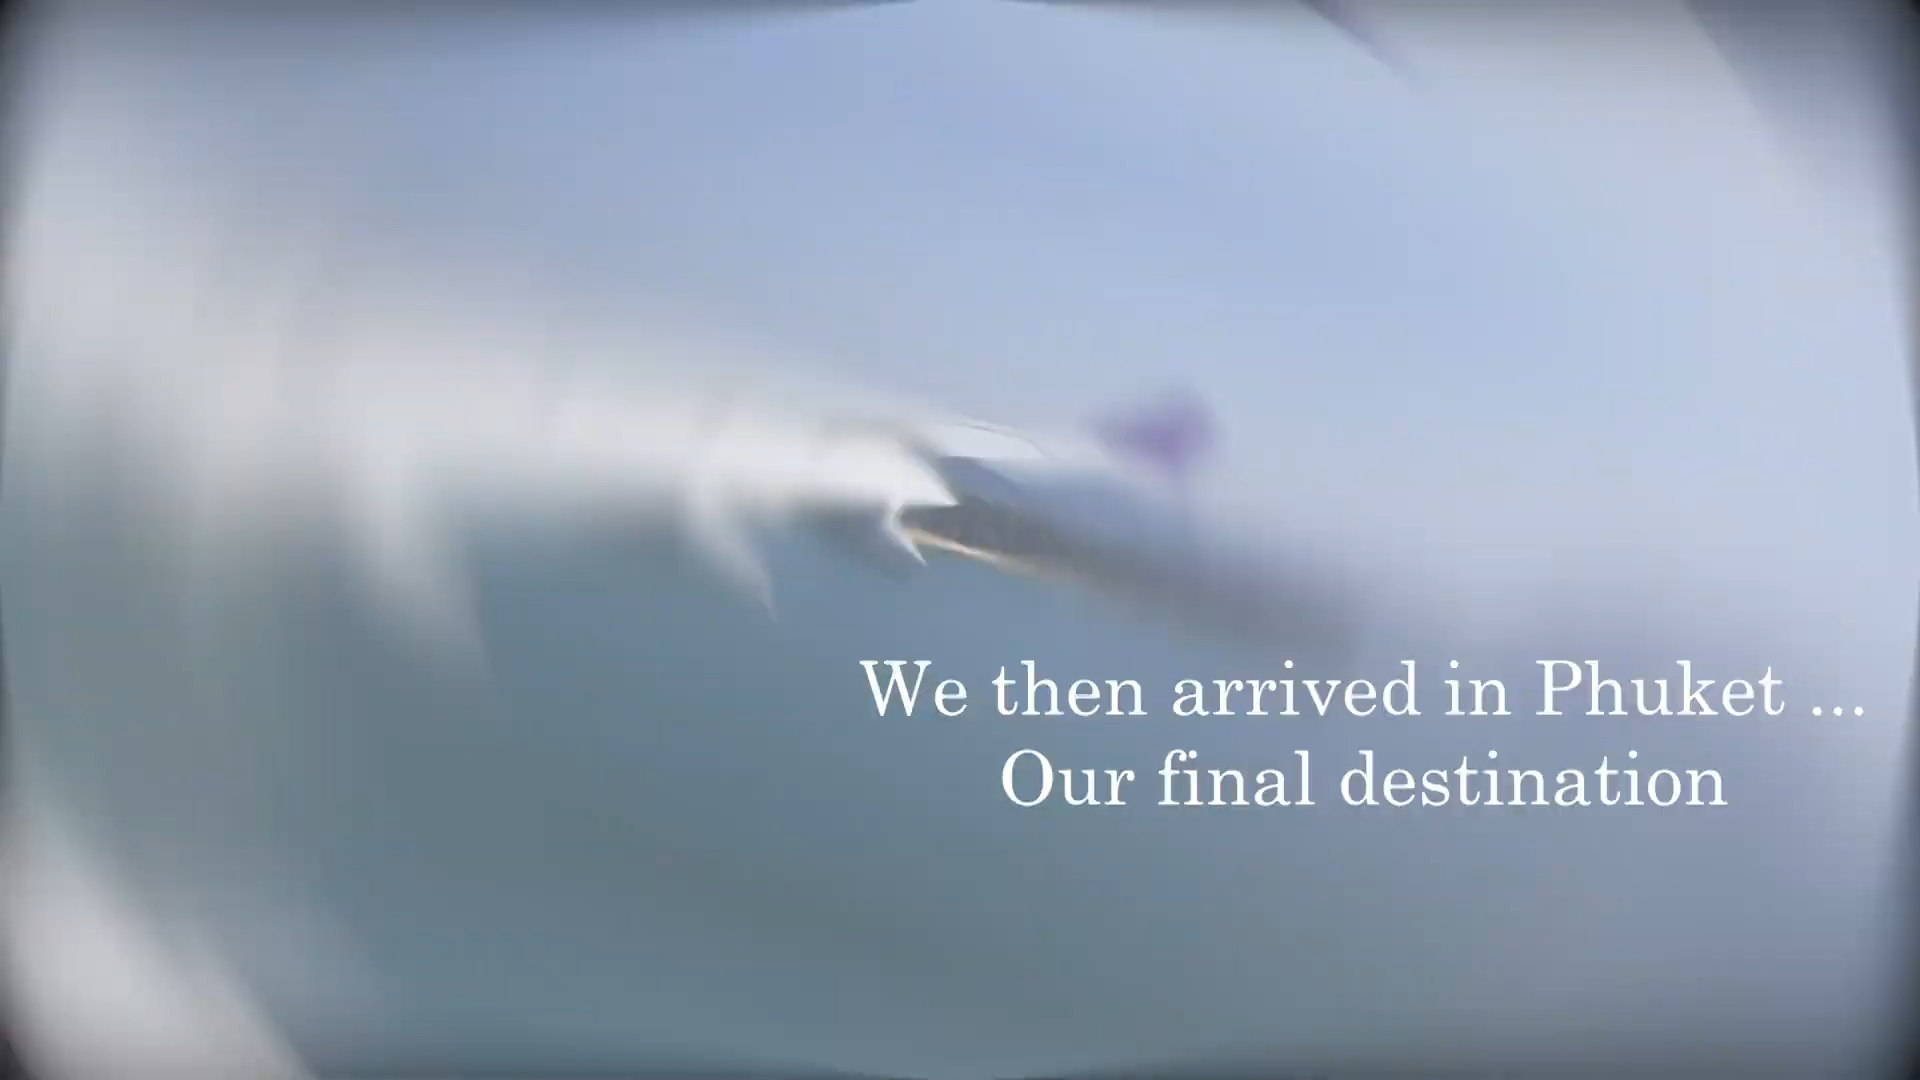 We then arrived in Phuket ...
Our final destination